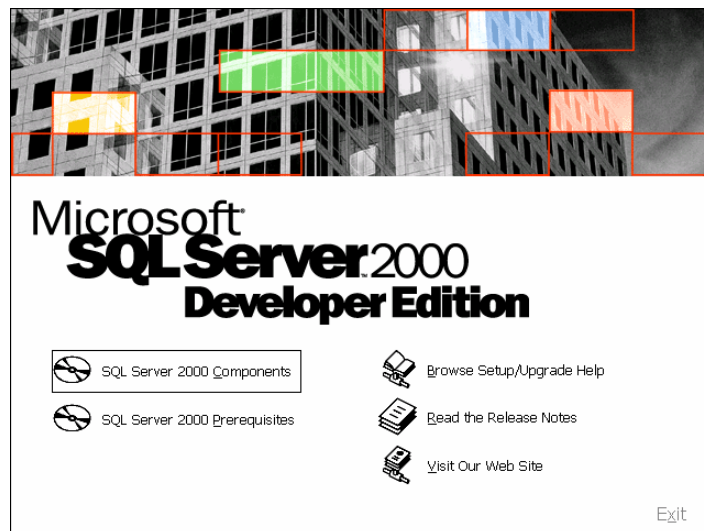 Microsoft®
SQL Server™ 2000
Developer Edition
SQL Server 2000 Components
SQL Server 2000 Prerequisites
Browse Setup/Upgrade Help
Read the Release Notes
Visit Our Web Site
Exit